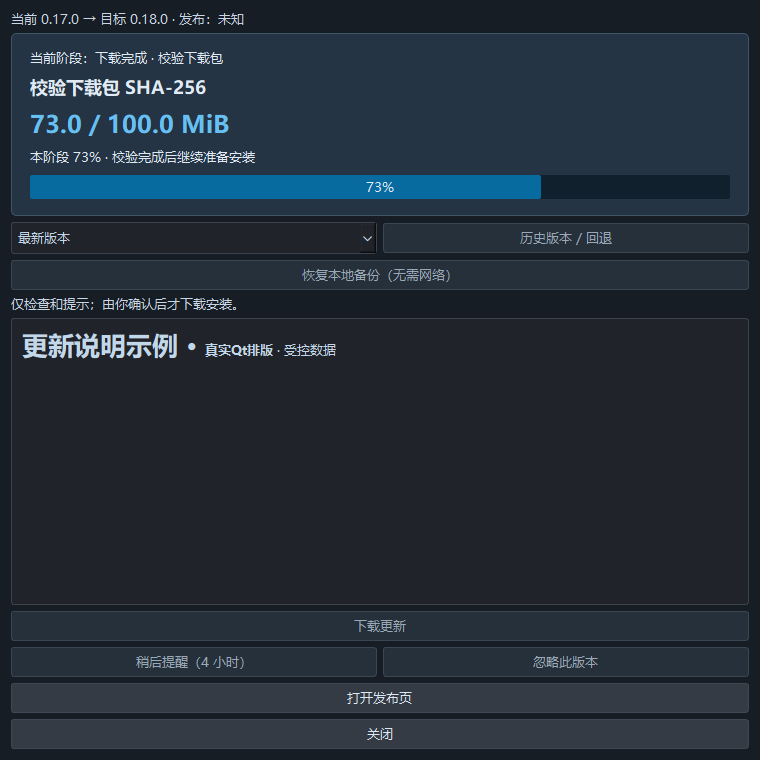 当前 0.17.0 → 目标 0.18.0 · 发布：未知
当前阶段：下载完成 · 校验下载包
校验下载包 SHA-256
73.0 / 100.0 MiB
本阶段 73% · 校验完成后继续准备安装
73%
最新版本
历史版本 / 回退
恢复本地备份（无需网络）
仅检查和提示；由你确认后才下载安装。
更新说明示例 • 真实Qt排版 · 受控数据
下载更新
稍后提醒（4 小时）
忽略此版本
打开发布页
关闭